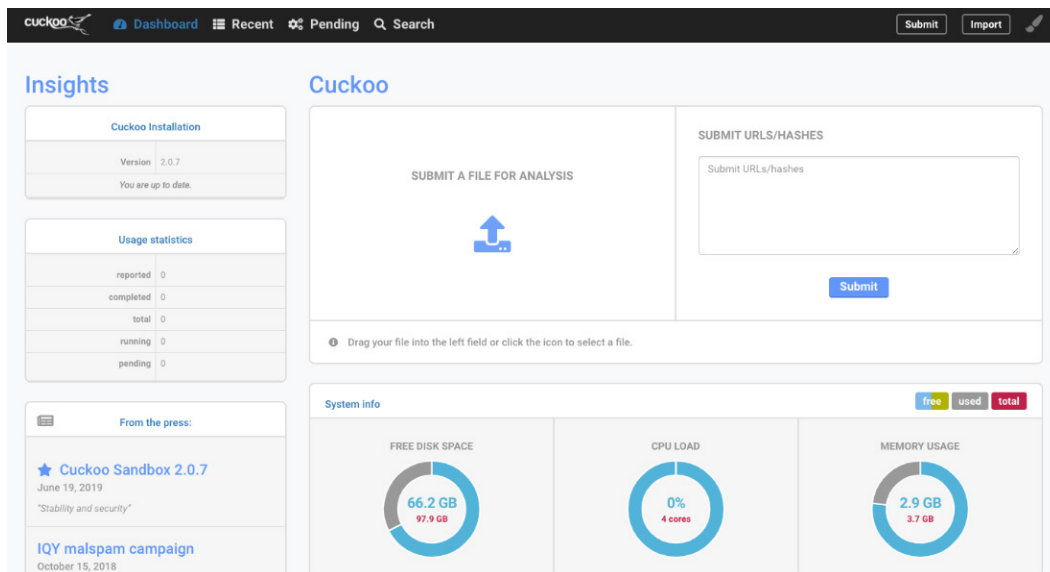 cuckoo Dashboard Recent Pending Search Submit Import
Insights
Cuckoo Installation
Version 2.0.7
You are up to date.
Usage statistics
reported 0
completed 0
total 0
running 0
pending 0
From the press:
Cuckoo Sandbox 2.0.7
June 19, 2019
"Stability and security"
IQY malspam campaign
October 15, 2018
Cuckoo
SUBMIT A FILE FOR ANALYSIS
SUBMIT URLS/HASHES
Submit URLs/hashes
Submit
Drag your file into the left field or click the icon to select a file.
System info
free used total
FREE DISK SPACE
66.2 GB
97.9 GB
CPU LOAD
0%
4 cores
MEMORY USAGE
2.9 GB
3.7 GB